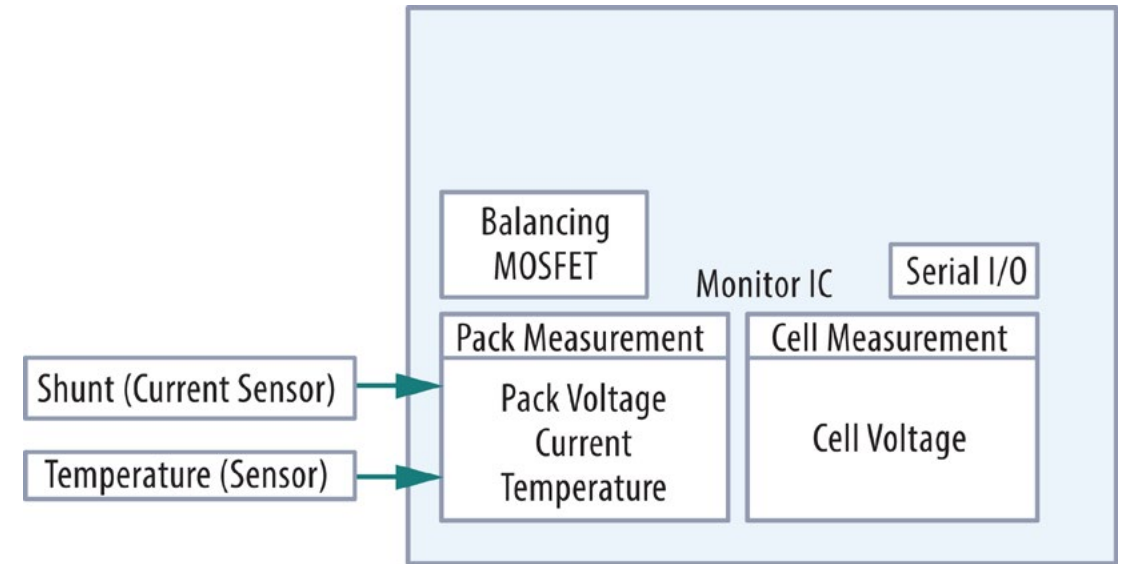 Balancing
MOSFET
Monitor IC
Serial I/O
Pack Measurement
Cell Measurement
Shunt (Current Sensor)
Temperature (Sensor)
Pack Voltage
Current
Temperature
Cell Voltage